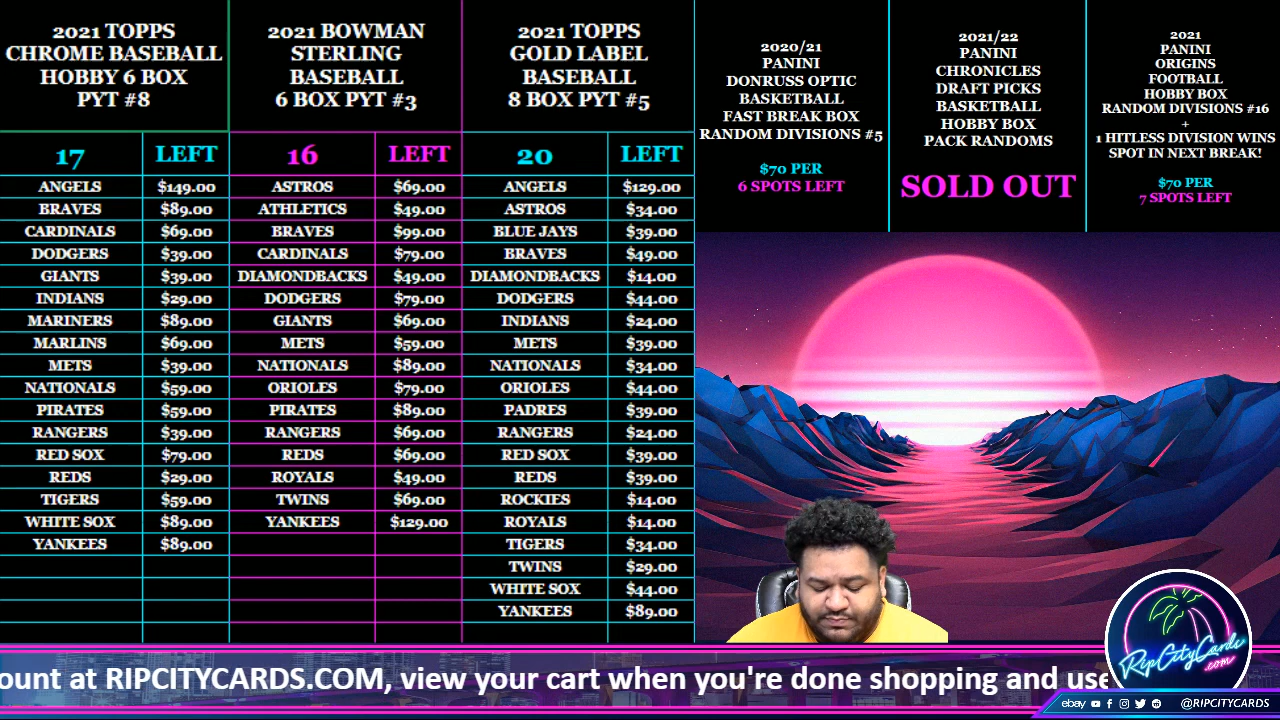 2021 TOPPS
CHROME BASEBALL
HOBBY 6 BOX
PYT #8
17 LEFT
ANGELS $149.00
BRAVES $89.00
CARDINALS $69.00
DODGERS $39.00
GIANTS $39.00
INDIANS $29.00
MARINERS $89.00
MARLINS $69.00
METS $39.00
NATIONALS $59.00
PIRATES $59.00
RANGERS $39.00
RED SOX $79.00
REDS $29.00
TIGERS $59.00
WHITE SOX $89.00
YANKEES $89.00
2021 BOWMAN
STERLING
BASEBALL
6 BOX PYT #3
16 LEFT
ASTROS $69.00
ATHLETICS $49.00
BRAVES $99.00
CARDINALS $79.00
DIAMONDBACKS $49.00
DODGERS $79.00
GIANTS $69.00
METS $59.00
NATIONALS $89.00
ORIOLES $79.00
PIRATES $89.00
RANGERS $69.00
REDS $69.00
ROYALS $49.00
TWINS $69.00
YANKEES $129.00
2021 TOPPS
GOLD LABEL
BASEBALL
8 BOX PYT #5
20 LEFT
ANGELS $129.00
ASTROS $34.00
BLUE JAYS $39.00
BRAVES $49.00
DIAMONDBACKS $14.00
DODGERS $44.00
INDIANS $24.00
METS $39.00
NATIONALS $34.00
ORIOLES $44.00
PADRES $39.00
RANGERS $24.00
RED SOX $39.00
REDS $39.00
ROCKIES $14.00
ROYALS $14.00
TIGERS $34.00
TWINS $29.00
WHITE SOX $44.00
YANKEES $89.00
2020/21
PANINI
DONRUSS OPTIC
BASKETBALL
FAST BREAK BOX
RANDOM DIVISIONS #5
$70 PER
6 SPOTS LEFT
2021/22
PANINI
CHRONICLES
DRAFT PICKS
BASKETBALL
HOBBY BOX
PACK RANDOMS
SOLD OUT
2021
PANINI
ORIGINS
FOOTBALL
HOBBY BOX
RANDOM DIVISIONS #16
+
1 HITLESS DIVISION WINS
SPOT IN NEXT BREAK!
$70 PER
7 SPOTS LEFT
ount at RIPCITYCARDS.COM, view your cart when you're done shopping and use
RipCityCards
.com
ebay @RIPCITYCARDS